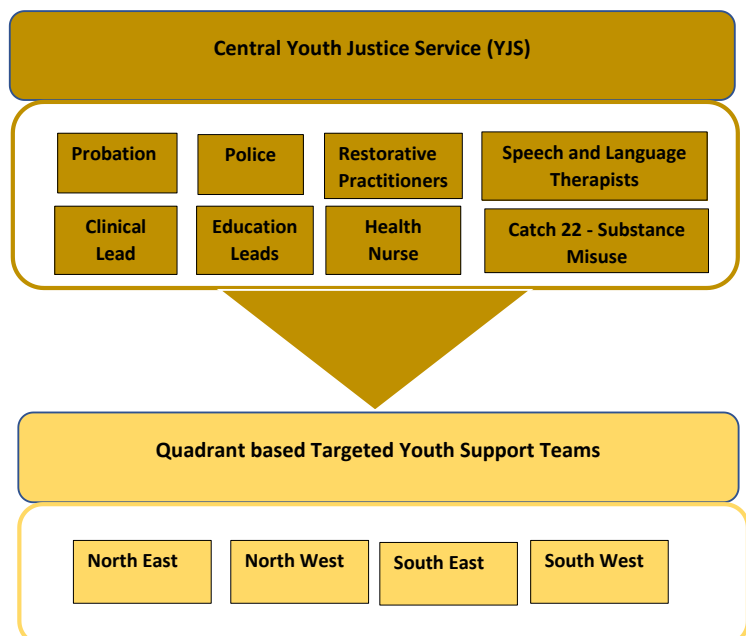 Central Youth Justice Service (YJS)
Probation
Police
Restorative
Practitioners
Speech and Language
Therapists
Clinical
Lead
Education
Leads
Health
Nurse
Catch 22 - Substance
Misuse
Quadrant based Targeted Youth Support Teams
North East
North West
South East
South West